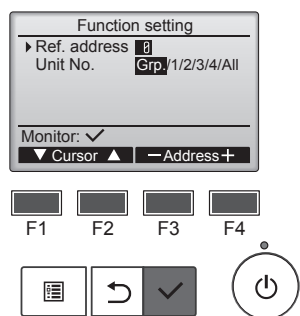 Function setting
Ref. address 0
Unit No. Grp./1/2/3/4/All
Monitor: ✓
▼ Cursor ▲ −Address+
F1 F2 F3 F4